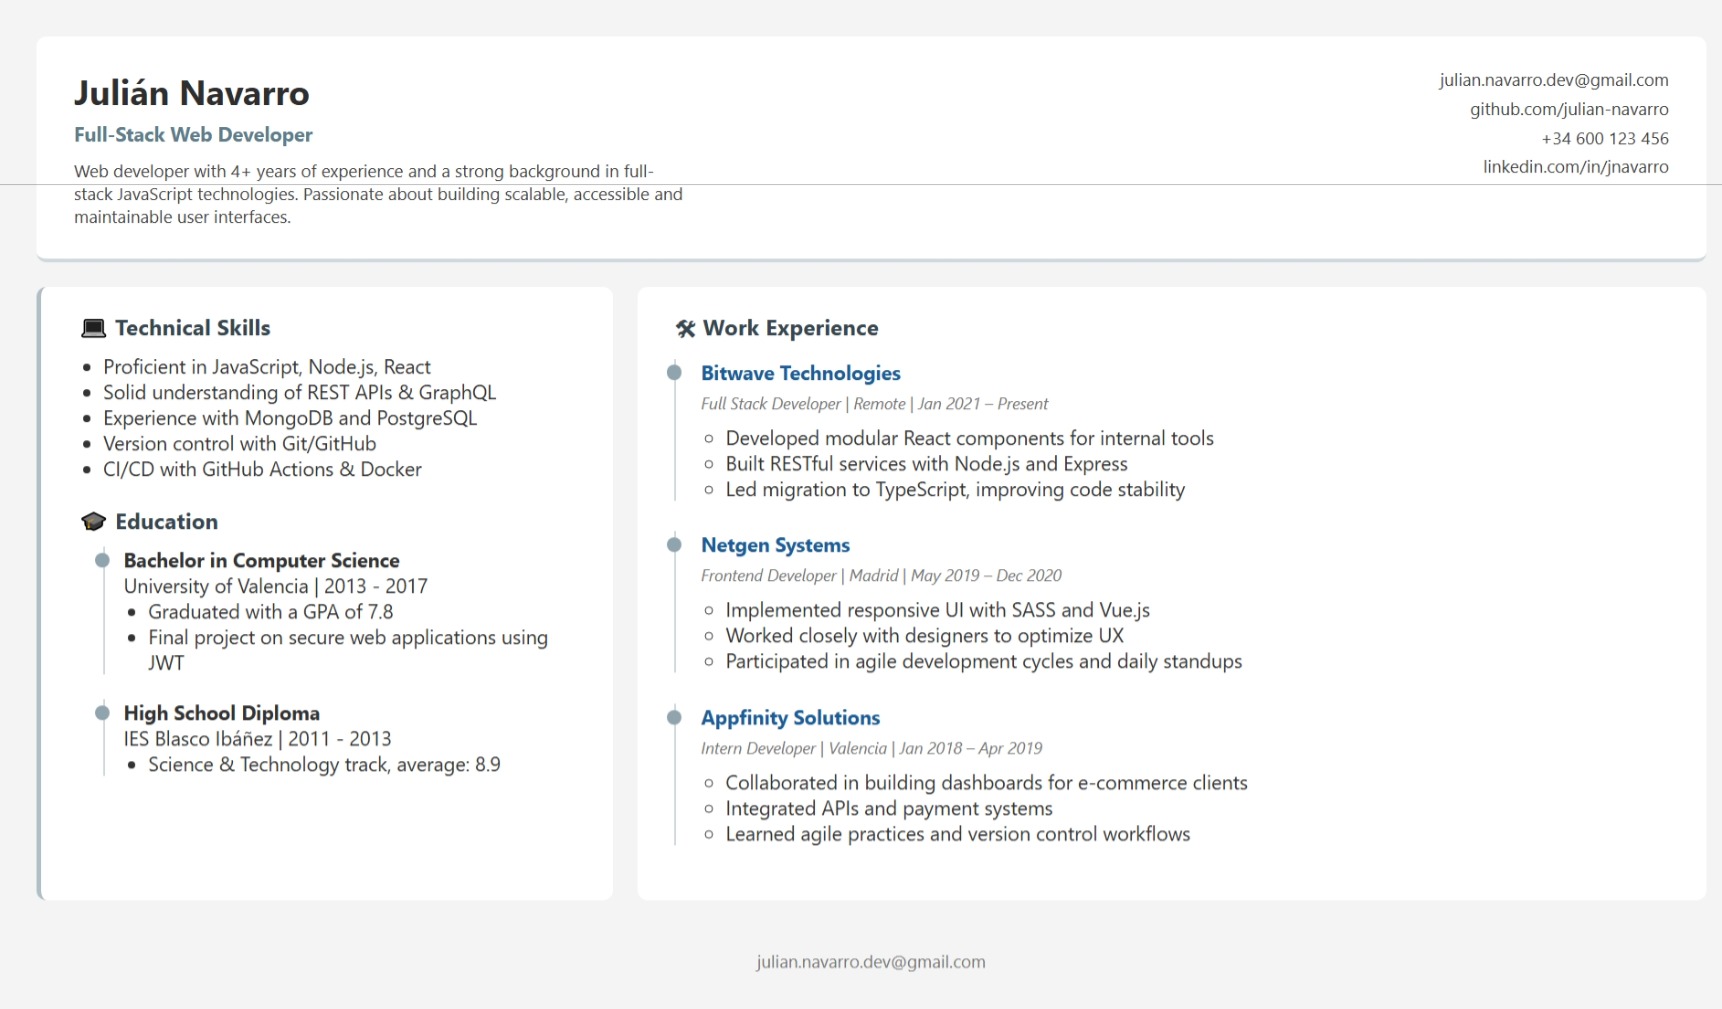 Julián Navarro
Full-Stack Web Developer
Web developer with 4+ years of experience and a strong background in full-
stack JavaScript technologies. Passionate about building scalable, accessible and
maintainable user interfaces.
julian.navarro.dev@gmail.com
github.com/julian-navarro
+34 600 123 456
linkedin.com/in/jnavarro
Technical Skills
Proficient in JavaScript, Node.js, React
Solid understanding of REST APIs & GraphQL
Experience with MongoDB and PostgreSQL
Version control with Git/GitHub
CI/CD with GitHub Actions & Docker
Education
Bachelor in Computer Science
University of Valencia | 2013 - 2017
Graduated with a GPA of 7.8
Final project on secure web applications using
JWT
High School Diploma
IES Blasco Ibáñez | 2011 - 2013
Science & Technology track, average: 8.9
Work Experience
Bitwave Technologies
Full Stack Developer | Remote | Jan 2021 – Present
Developed modular React components for internal tools
Built RESTful services with Node.js and Express
Led migration to TypeScript, improving code stability
Netgen Systems
Frontend Developer | Madrid | May 2019 – Dec 2020
Implemented responsive UI with SASS and Vue.js
Worked closely with designers to optimize UX
Participated in agile development cycles and daily standups
Appfinity Solutions
Intern Developer | Valencia | Jan 2018 – Apr 2019
Collaborated in building dashboards for e-commerce clients
Integrated APIs and payment systems
Learned agile practices and version control workflows
julian.navarro.dev@gmail.com